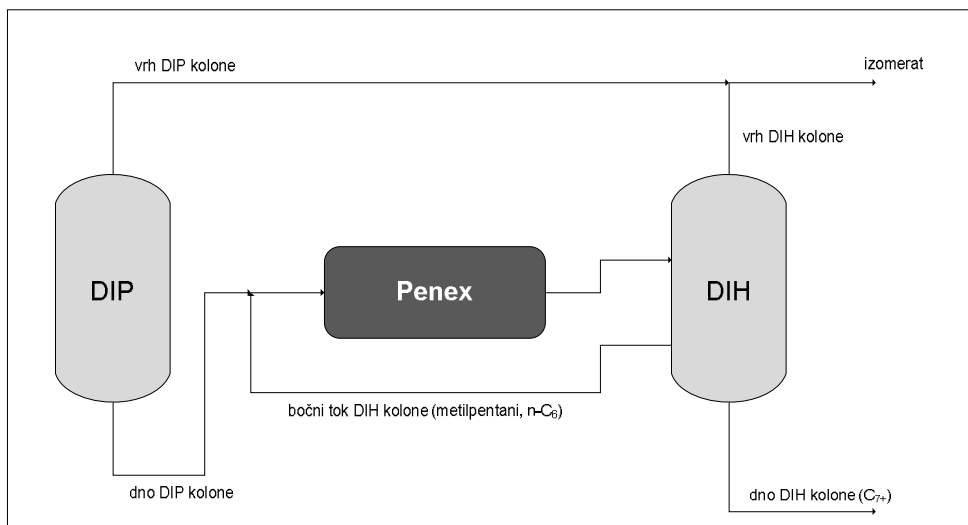 vrh DIP kolone
izomerat
vrh DIH kolone
DIP
Penex
DIH
bočni tok DIH kolone (metilpentani, n-C₆)
dno DIP kolone
dno DIH kolone (C₇₊)